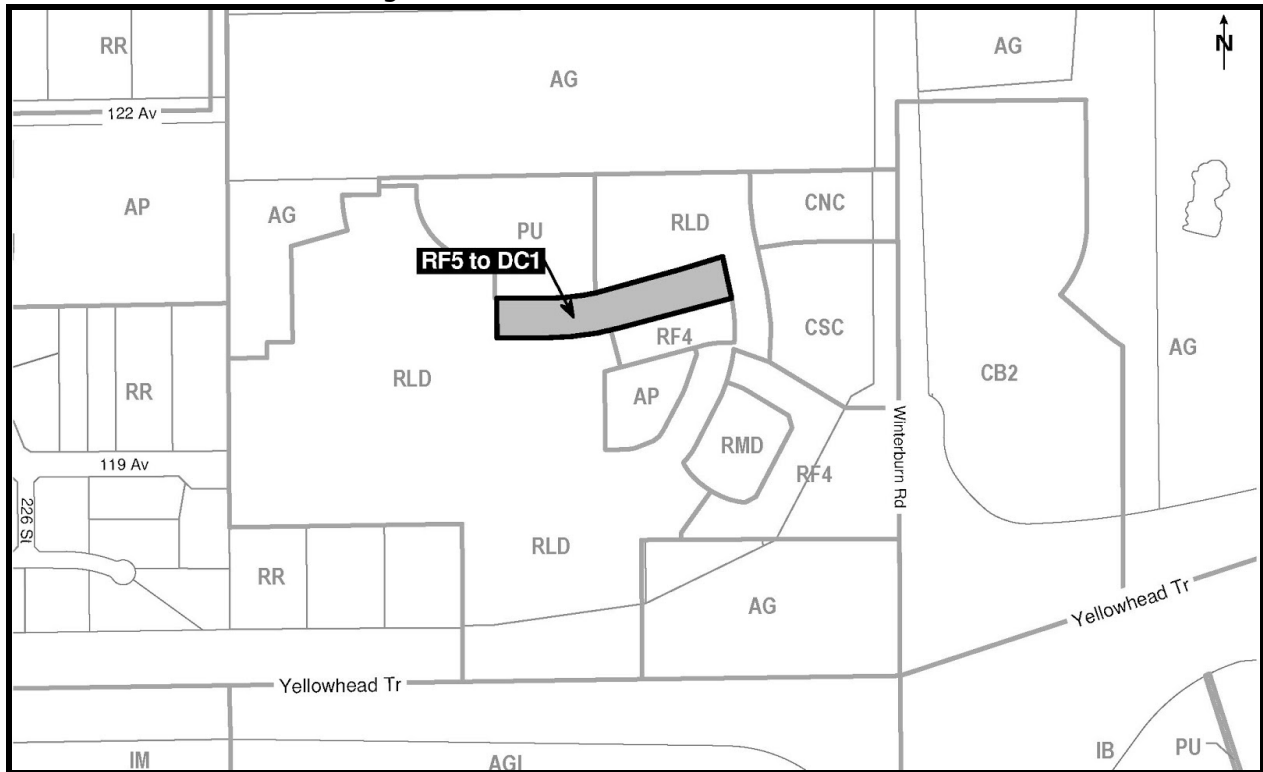 RR
AG
AG
N
122 Av
AP
AG
PU
RLD
CNC
RF5 to DC1
RF4
CSC
AG
RLD
CB2
RR
AP
RMD
RF4
Winterburn Rd
119 Av
226 St
RLD
RR
AG
Yellowhead Tr
Yellowhead Tr
IM
AGI
IB
PU